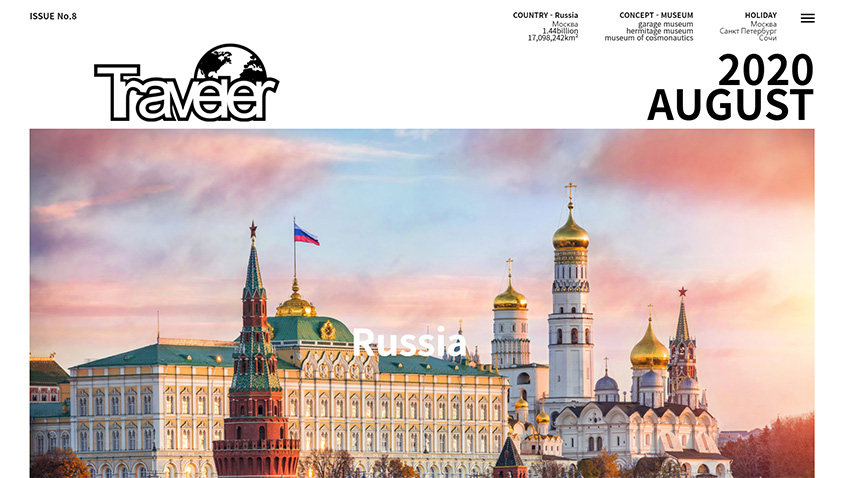 ISSUE No.8
COUNTRY - Russia
Москва
1.44billion
17,098,242km²
CONCEPT - MUSEUM
garage museum
hermitage museum
museum of cosmonautics
HOLIDAY
Москва
Санкт Петербург
Сочи
Traveler
2020
AUGUST
Russia